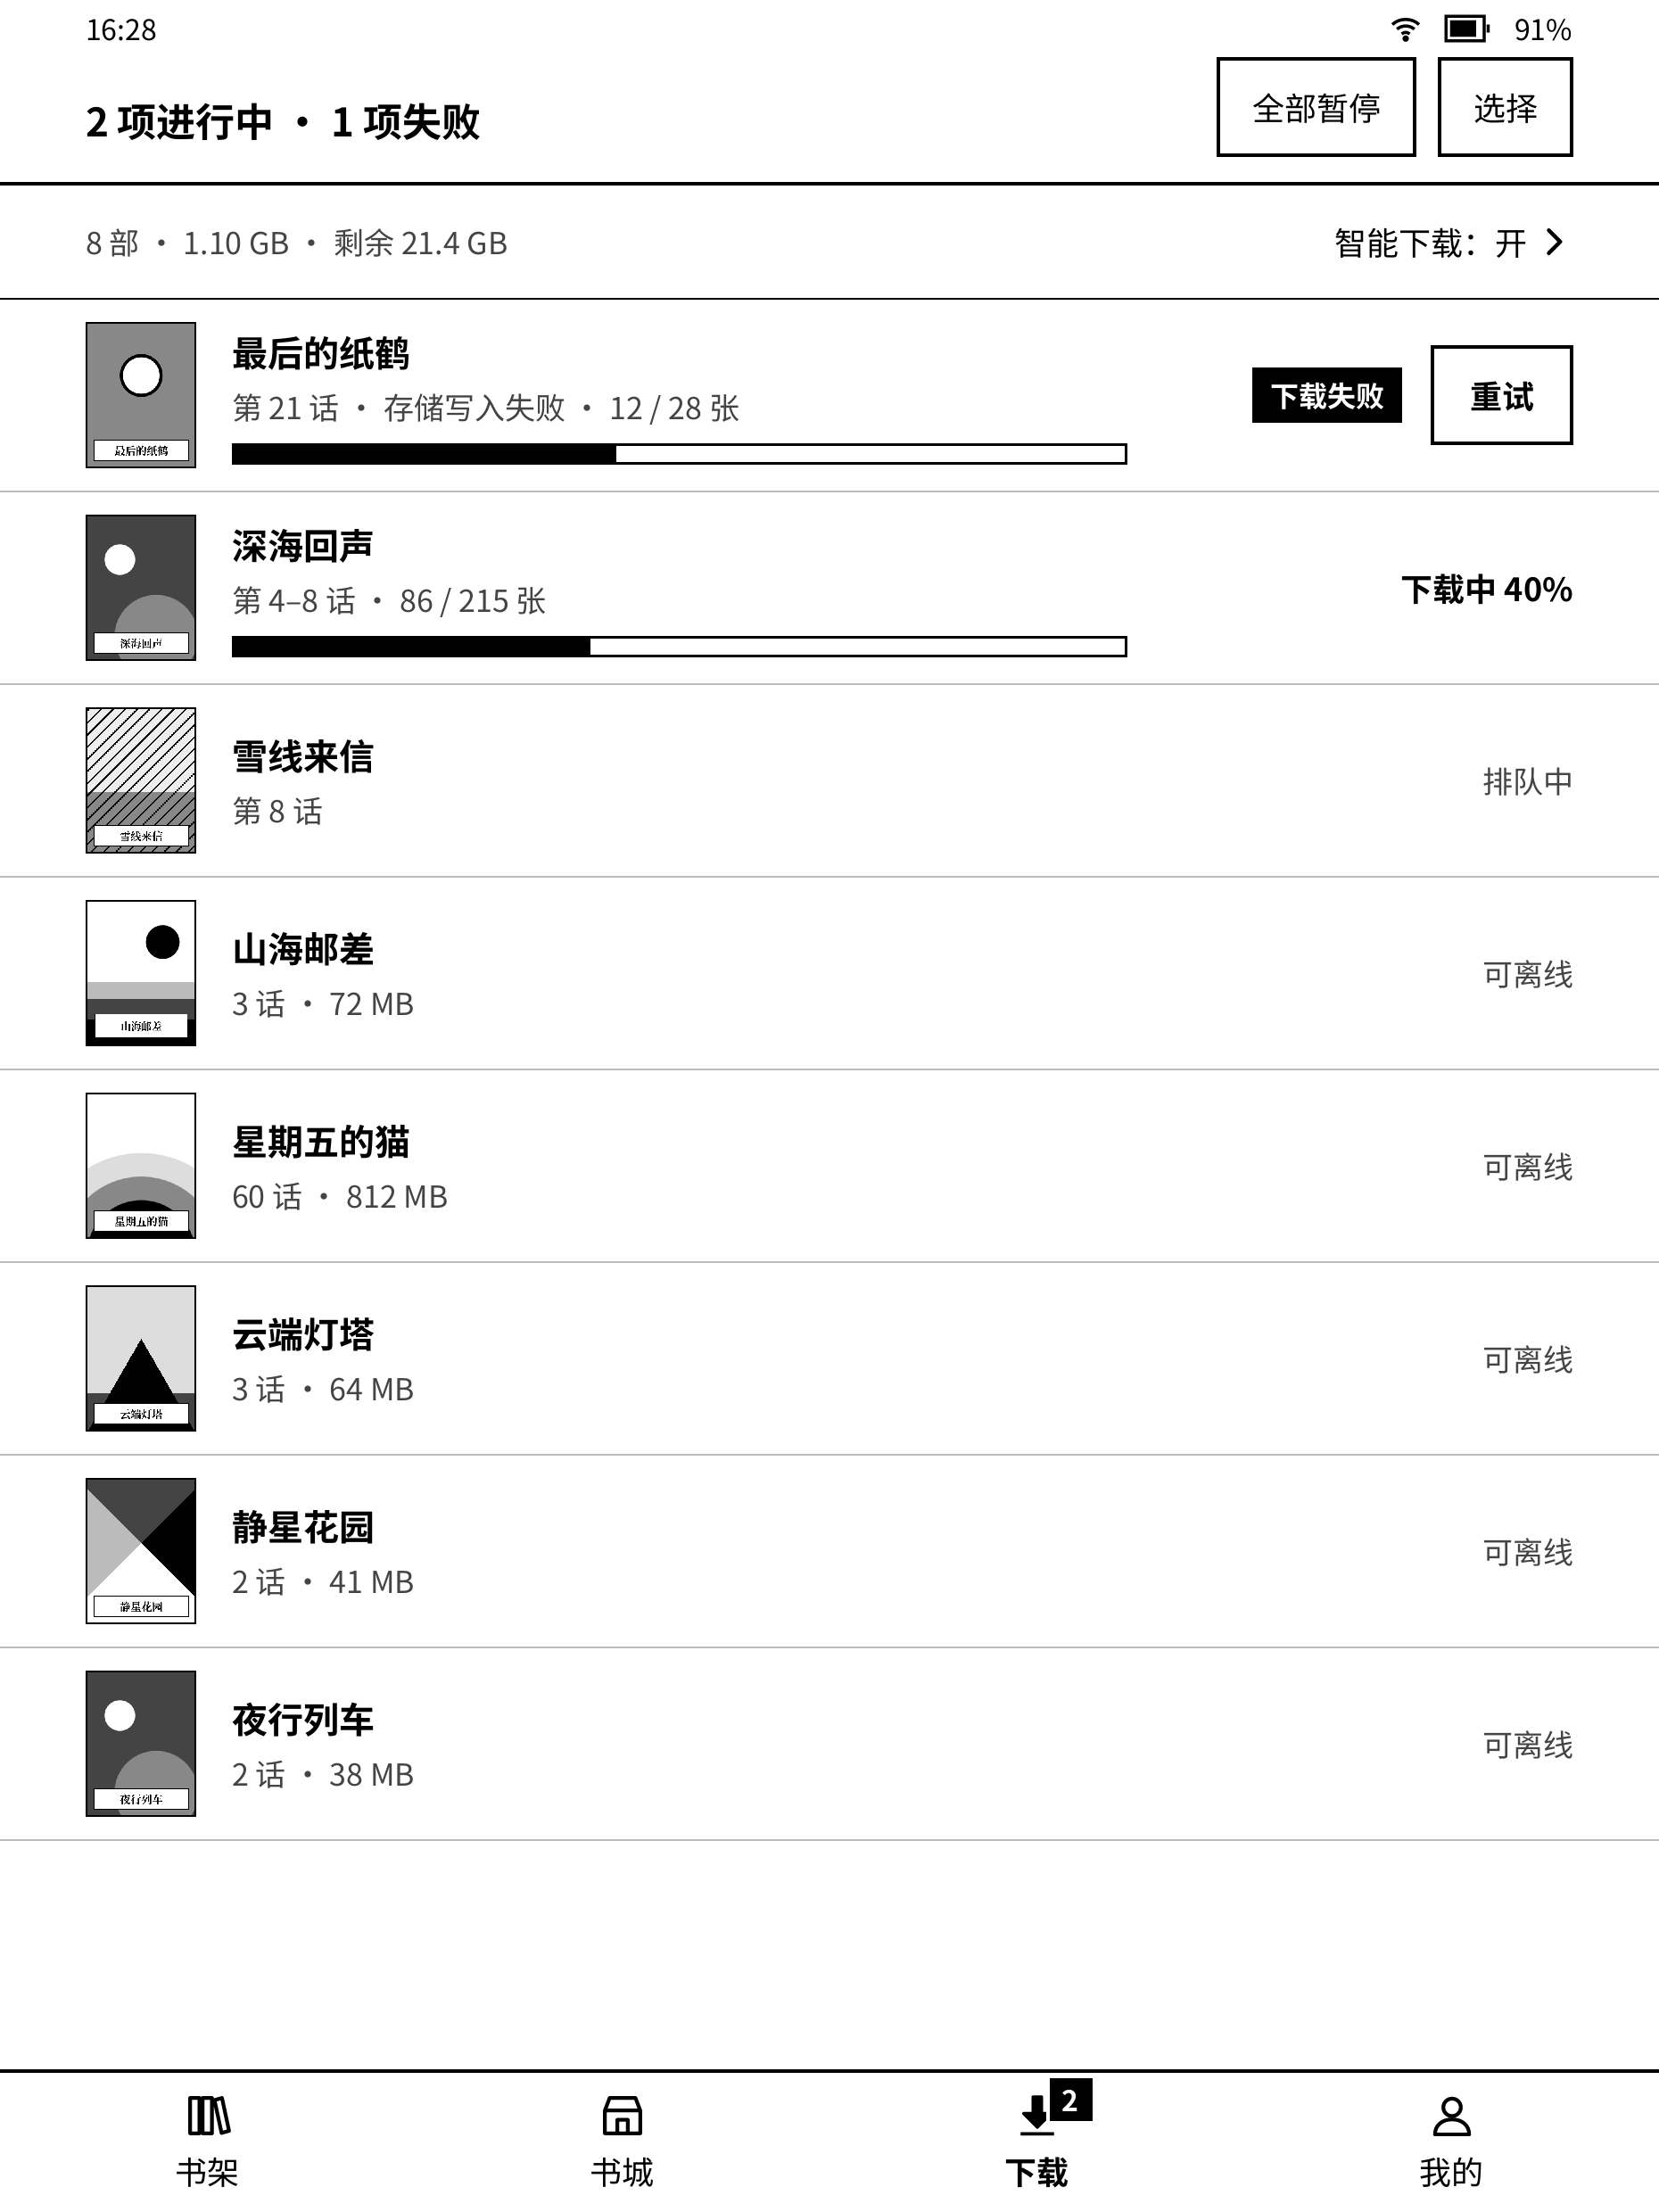 16:28
91%
2 项进行中 · 1 项失败
全部暂停
选择
8 部 · 1.10 GB · 剩余 21.4 GB
智能下载：开
最后的纸鹤
最后的纸鹤
第 21 话 · 存储写入失败 · 12 / 28 张
下载失败
重试
深海回声
深海回声
第 4–8 话 · 86 / 215 张
下载中 40%
雪线来信
雪线来信
第 8 话
排队中
山海邮差
山海邮差
3 话 · 72 MB
可离线
星期五的猫
星期五的猫
60 话 · 812 MB
可离线
云端灯塔
云端灯塔
3 话 · 64 MB
可离线
静星花园
静星花园
2 话 · 41 MB
可离线
夜行列车
夜行列车
2 话 · 38 MB
可离线
书架
书城
2
下载
我的